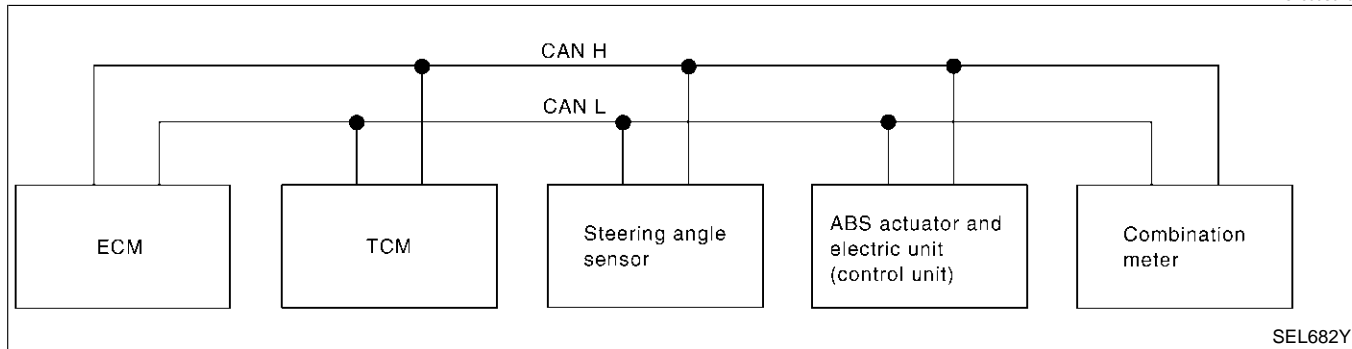 CAN H
CAN L
ECM
TCM
Steering angle
sensor
ABS actuator and
electric unit
(control unit)
Combination
meter
SEL682Y